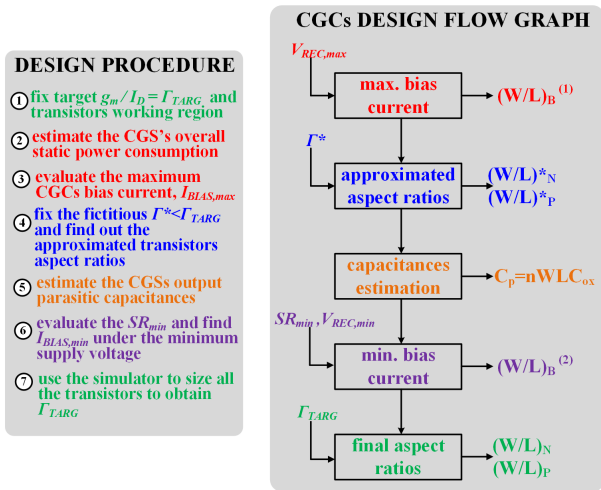 DESIGN PROCEDURE
1 fix target gm / ID = ΓTARG and
transistors working region
2 estimate the CGS's overall
static power consumption
3 evaluate the maximum
CGCs bias current, IBIAS,max
4 fix the fictitious Γ*<ΓTARG
and find out the
approximated transistors
aspect ratios
5 estimate the CGSs output
parasitic capacitances
6 evaluate the SRmin and find
IBIAS,min under the minimum
supply voltage
7 use the simulator to size all
the transistors to obtain
ΓTARG
CGCs DESIGN FLOW GRAPH
VREC,max
max. bias
current
(W/L)B (1)
Γ*
approximated
aspect ratios
(W/L)*N
(W/L)*P
capacitances
estimation
Cp=nWLCox
SRmin ,VREC,min
min. bias
current
(W/L)B (2)
ΓTARG
final aspect
ratios
(W/L)N
(W/L)P